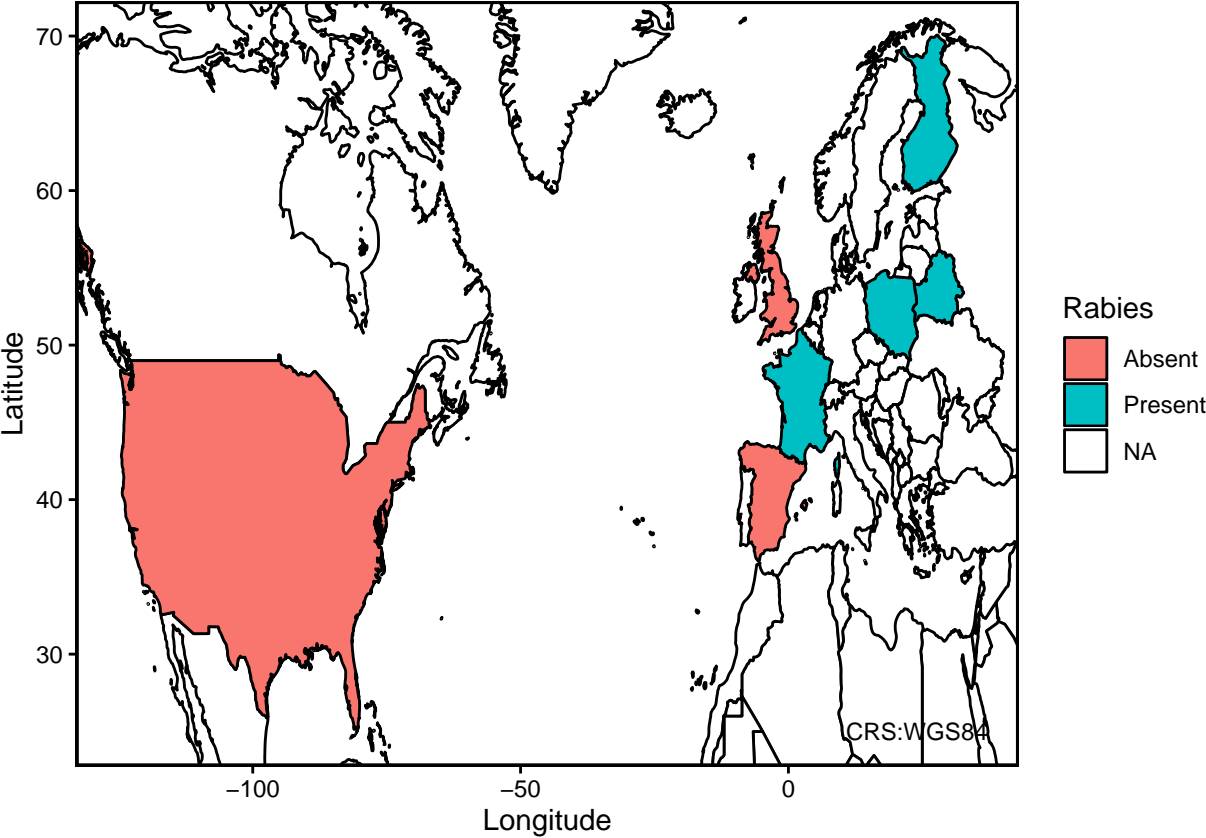 70
60
50
40
30
Latitude
−100
−50
0
Longitude
CRS:WGS84
Rabies
Absent
Present
NA